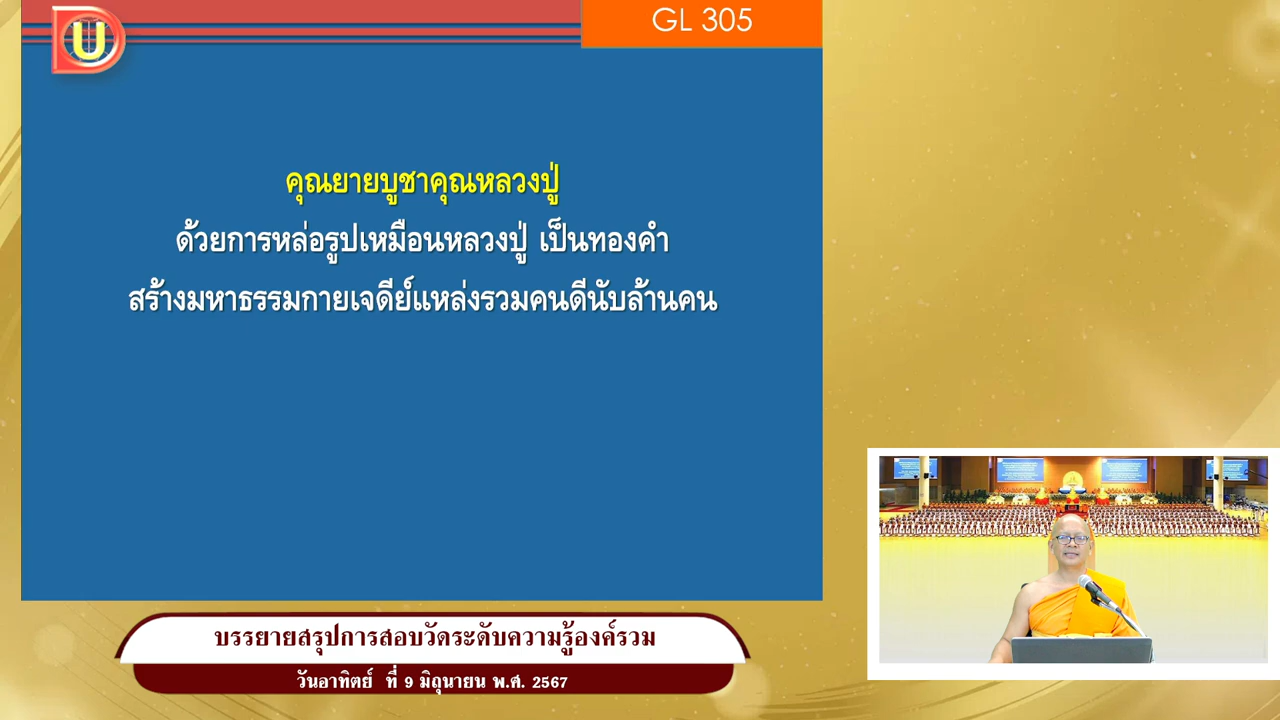 U
GL 305
คุณยายบูชาคุณหลวงปู่
ด้วยการหล่อรูปเหมือนหลวงปู่ เป็นทองคำ
สร้างมหาธรรมกายเจดีย์แหล่งรวมคนดีนับล้านคน
บรรยายสรุปการสอบวัดระดับความรู้องค์รวม
วันอาทิตย์ ที่ 9 มิถุนายน พ.ศ. 2567